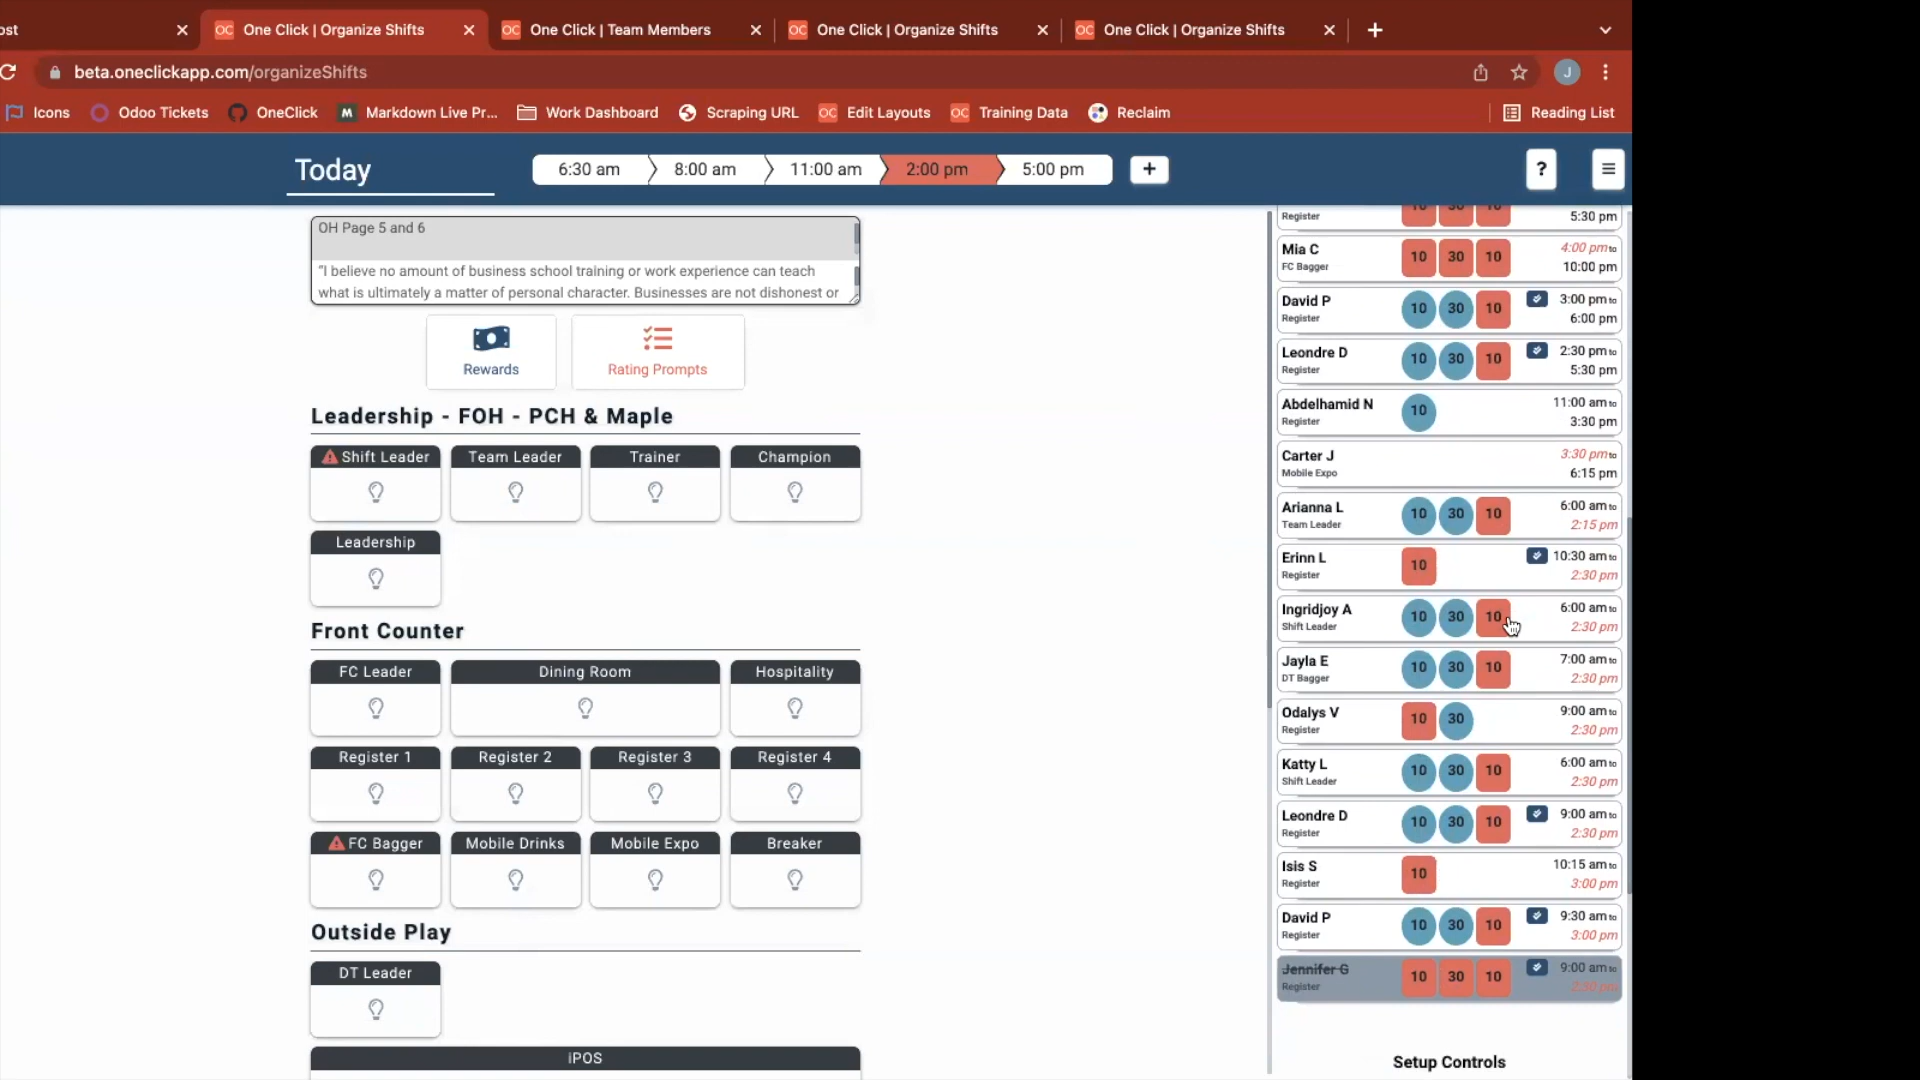 ost
OC One Click | Organize Shifts
OC One Click | Team Members
OC One Click | Organize Shifts
OC One Click | Organize Shifts
beta.oneclickapp.com/organizeShifts
J
Icons
Odoo Tickets
OneClick
M Markdown Live Pr...
Work Dashboard
Scraping URL
OC Edit Layouts
OC Training Data
Reclaim
Reading List
Today
6:30 am
8:00 am
11:00 am
2:00 pm
5:00 pm
+
?
OH Page 5 and 6
"I believe no amount of business school training or work experience can teach
what is ultimately a matter of personal character. Businesses are not dishonest or
Rewards
Rating Prompts
Leadership - FOH - PCH & Maple
Shift Leader
Team Leader
Trainer
Champion
Leadership
Front Counter
FC Leader
Dining Room
Hospitality
Register 1
Register 2
Register 3
Register 4
FC Bagger
Mobile Drinks
Mobile Expo
Breaker
Outside Play
DT Leader
iPOS
Register 10 30 10 5:30 pm
Mia C 10 30 10 4:00 pm to
FC Bagger 10:00 pm
David P 10 30 10 3:00 pm to
Register 6:00 pm
Leondre D 10 30 10 2:30 pm to
Register 5:30 pm
Abdelhamid N 10 11:00 am to
Register 3:30 pm
Carter J 3:30 pm to
Mobile Expo 6:15 pm
Arianna L 10 30 10 6:00 am to
Team Leader 2:15 pm
Erinn L 10 10:30 am to
Register 2:30 pm
Ingridjoy A 10 30 10 6:00 am to
Shift Leader 2:30 pm
Jayla E 10 30 10 7:00 am to
DT Bagger 2:30 pm
Odalys V 10 30 9:00 am to
Register 2:30 pm
Katty L 10 30 10 6:00 am to
Shift Leader 2:30 pm
Leondre D 10 30 10 9:00 am to
Register 2:30 pm
Isis S 10 10:15 am to
Register 3:00 pm
David P 10 30 10 9:30 am to
Register 3:00 pm
Jennifer G 10 30 10 9:00 am to
Register 2:30 pm
Setup Controls